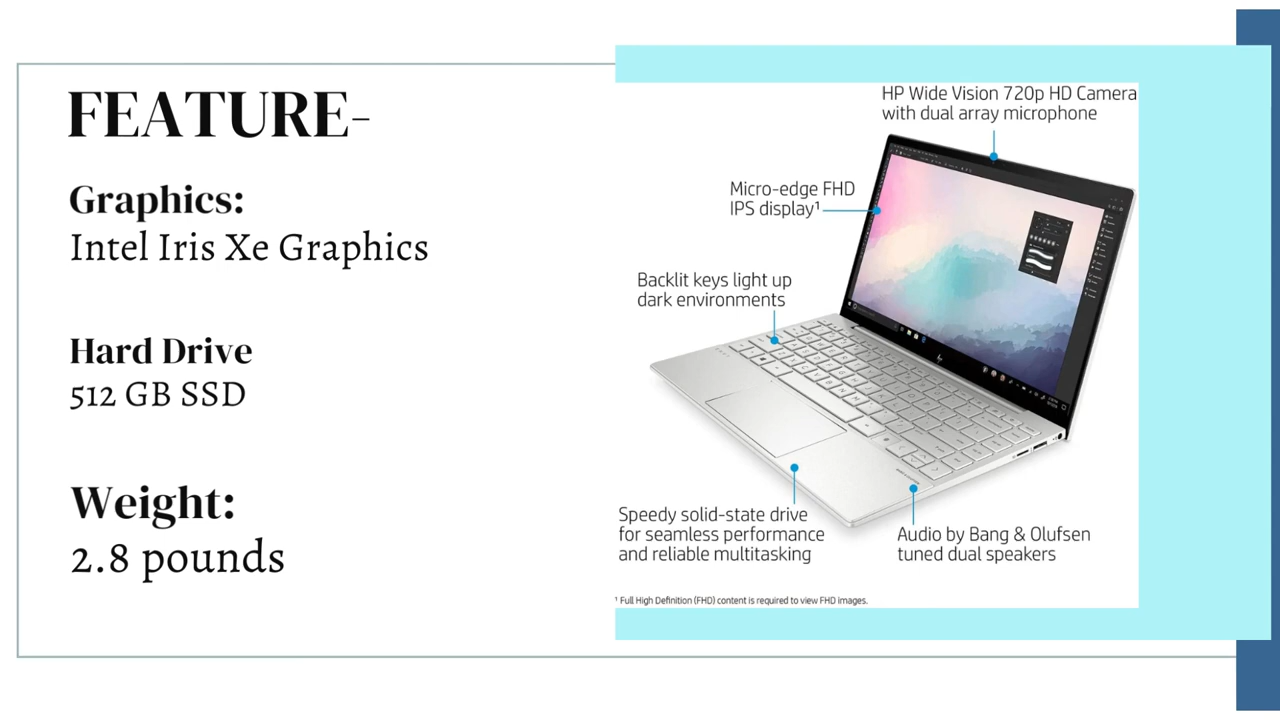 FEATURE-
Graphics:
Intel Iris Xe Graphics
Hard Drive
512 GB SSD
Weight:
2.8 pounds
HP Wide Vision 720p HD Camera
with dual array microphone
Micro-edge FHD
IPS display¹
Backlit keys light up
dark environments
Speedy solid-state drive
for seamless performance
and reliable multitasking
Audio by Bang & Olufsen
tuned dual speakers
¹ Full High Definition (FHD) content is required to view FHD images.